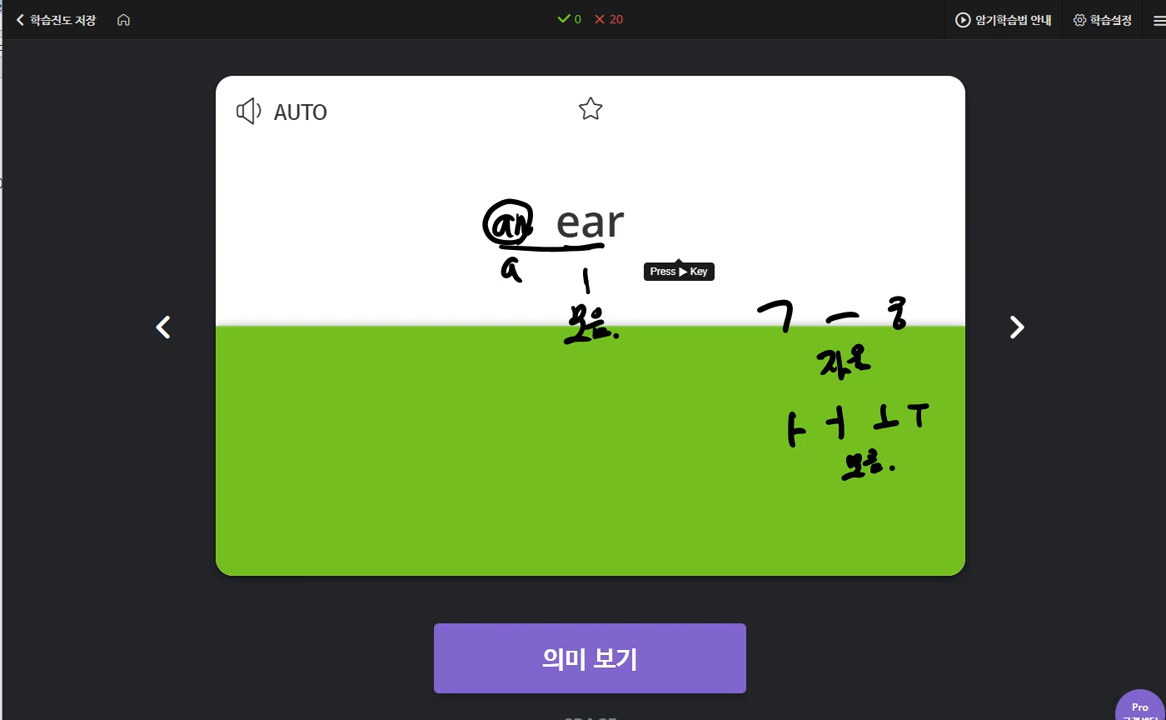 학습진도 저장 0 20 암기학습법 안내 학습설정
AUTO
an ear
a
Press ▶ Key
모음.
ㄱ ㅡ ㅎ
자음
ㅏ ㅓ ㅗ ㅜ
모음.
의미 보기
Pro